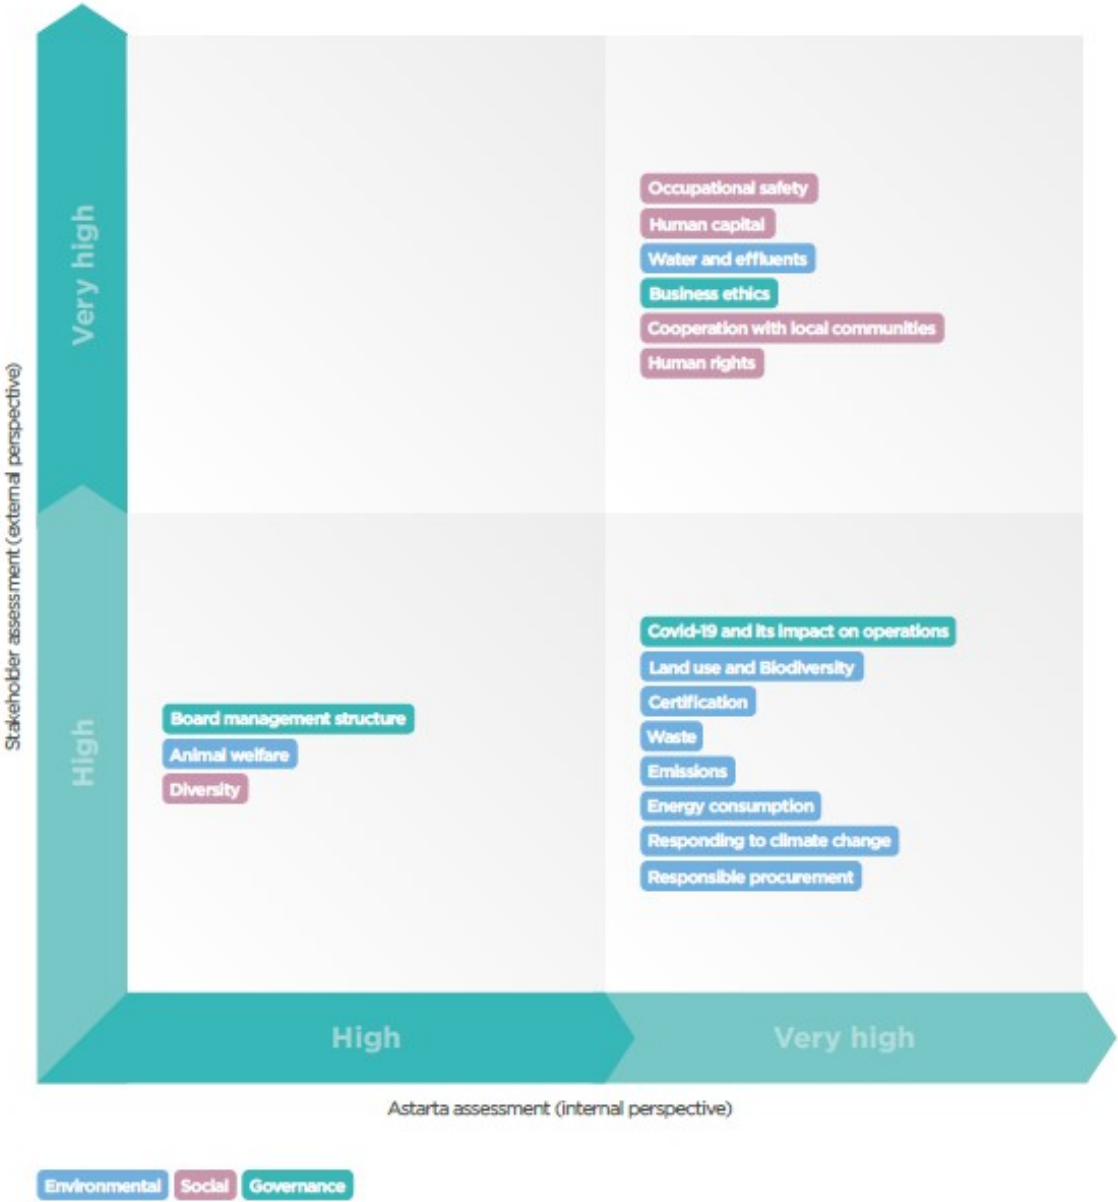 Very high
Occupational safety
Human capital
Water and effluents
Business ethics
Cooperation with local communities
Human rights
Stakeholder assessment (external perspective)
High
Board management structure
Animal welfare
Diversity
Covid-19 and its impact on operations
Land use and Biodiversity
Certification
Waste
Emissions
Energy consumption
Responding to climate change
Responsible procurement
High
Very high
Astarta assessment (internal perspective)
Environmental Social Governance